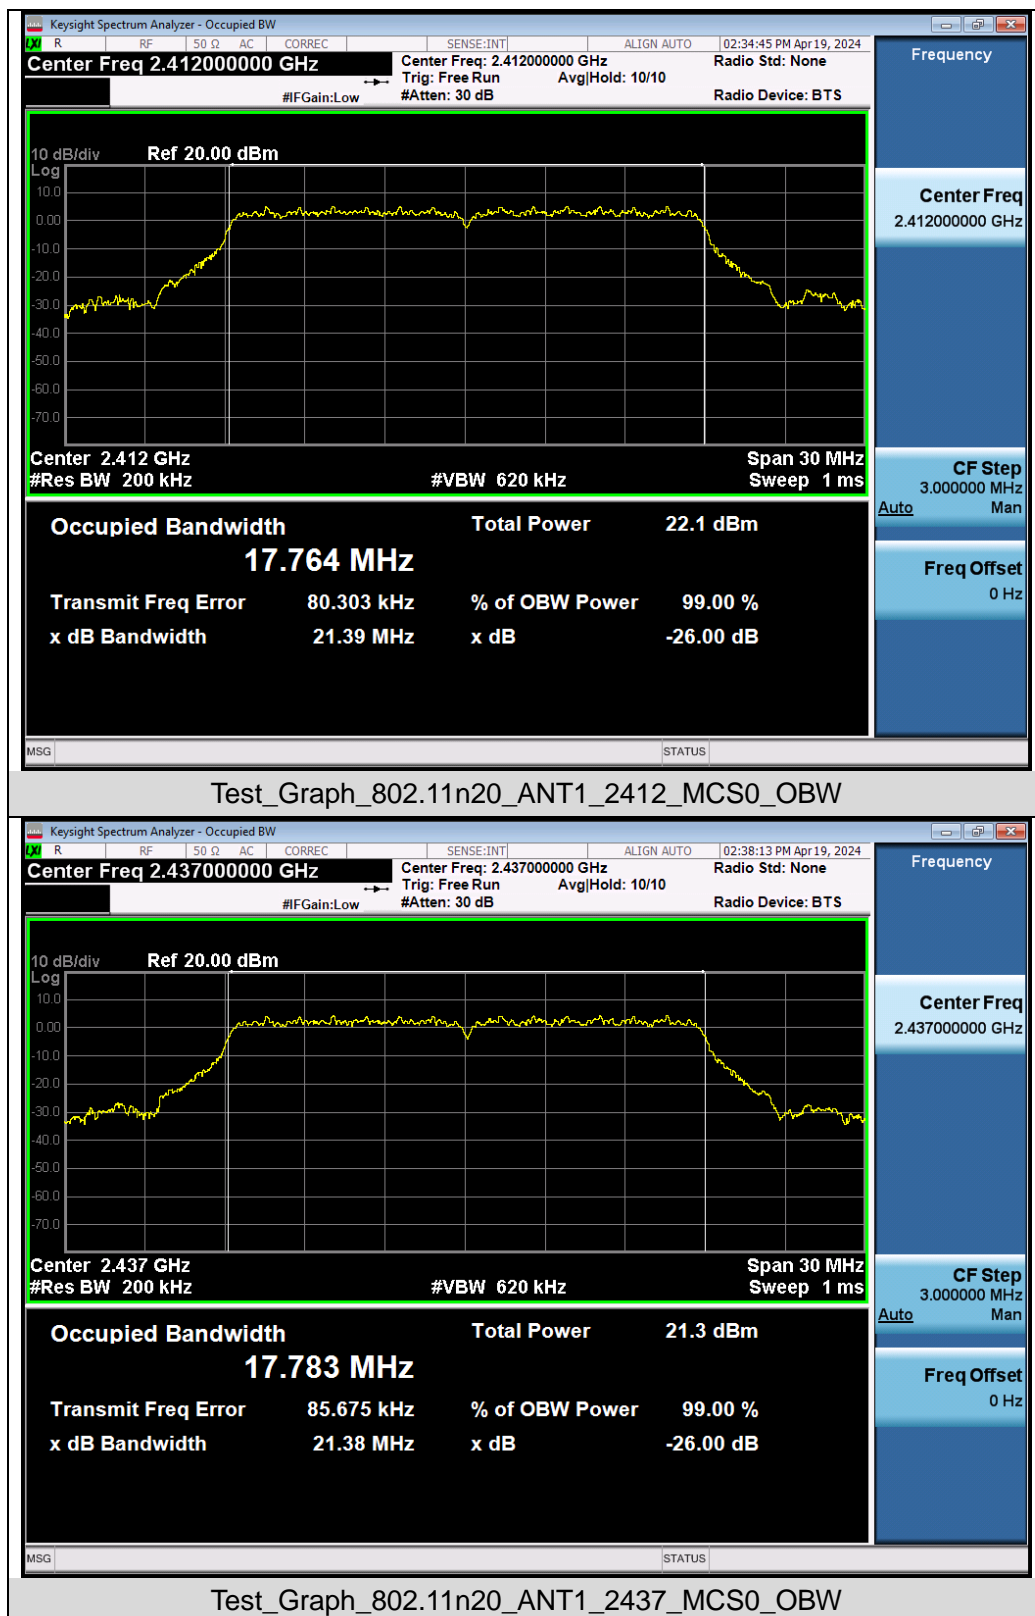 Keysight Spectrum Analyzer - Occupied BW
LXI R RF 50 Ω AC CORREC SENSE:INT ALIGN AUTO 02:34:45 PM Apr 19, 2024
Center Freq 2.412000000 GHz
Center Freq: 2.412000000 GHz
Radio Std: None
Trig: Free Run Avg|Hold: 10/10
#IFGain:Low
#Atten: 30 dB
Radio Device: BTS
Frequency
10 dB/div Ref 20.00 dBm
Log
10.0
0.00
-10.0
-20.0
-30.0
-40.0
-50.0
-60.0
-70.0
Center 2.412 GHz Span 30 MHz
#Res BW 200 kHz #VBW 620 kHz Sweep 1 ms
Center Freq
2.412000000 GHz
CF Step
3.000000 MHz
Auto Man
Freq Offset
0 Hz
Occupied Bandwidth Total Power 22.1 dBm
17.764 MHz
Transmit Freq Error 80.303 kHz % of OBW Power 99.00 %
x dB Bandwidth 21.39 MHz x dB -26.00 dB
MSG STATUS
Test_Graph_802.11n20_ANT1_2412_MCS0_OBW
Keysight Spectrum Analyzer - Occupied BW
LXI R RF 50 Ω AC CORREC SENSE:INT ALIGN AUTO 02:38:13 PM Apr 19, 2024
Center Freq 2.437000000 GHz
Center Freq: 2.437000000 GHz
Radio Std: None
Trig: Free Run Avg|Hold: 10/10
#IFGain:Low
#Atten: 30 dB
Radio Device: BTS
Frequency
10 dB/div Ref 20.00 dBm
Log
10.0
0.00
-10.0
-20.0
-30.0
-40.0
-50.0
-60.0
-70.0
Center 2.437 GHz Span 30 MHz
#Res BW 200 kHz #VBW 620 kHz Sweep 1 ms
Center Freq
2.437000000 GHz
CF Step
3.000000 MHz
Auto Man
Freq Offset
0 Hz
Occupied Bandwidth Total Power 21.3 dBm
17.783 MHz
Transmit Freq Error 85.675 kHz % of OBW Power 99.00 %
x dB Bandwidth 21.38 MHz x dB -26.00 dB
MSG STATUS
Test_Graph_802.11n20_ANT1_2437_MCS0_OBW